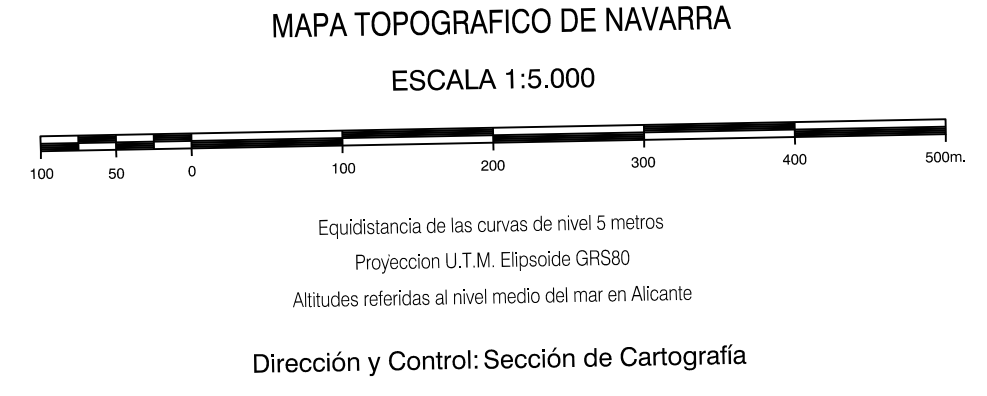 MAPA TOPOGRAFICO DE NAVARRA
ESCALA 1:5.000
100 50 0 100 200 300 400 500m.
Equidistancia de las curvas de nivel 5 metros
Proyeccion U.T.M. Elipsoide GRS80
Altitudes referidas al nivel medio del mar en Alicante
Dirección y Control: Sección de Cartografía